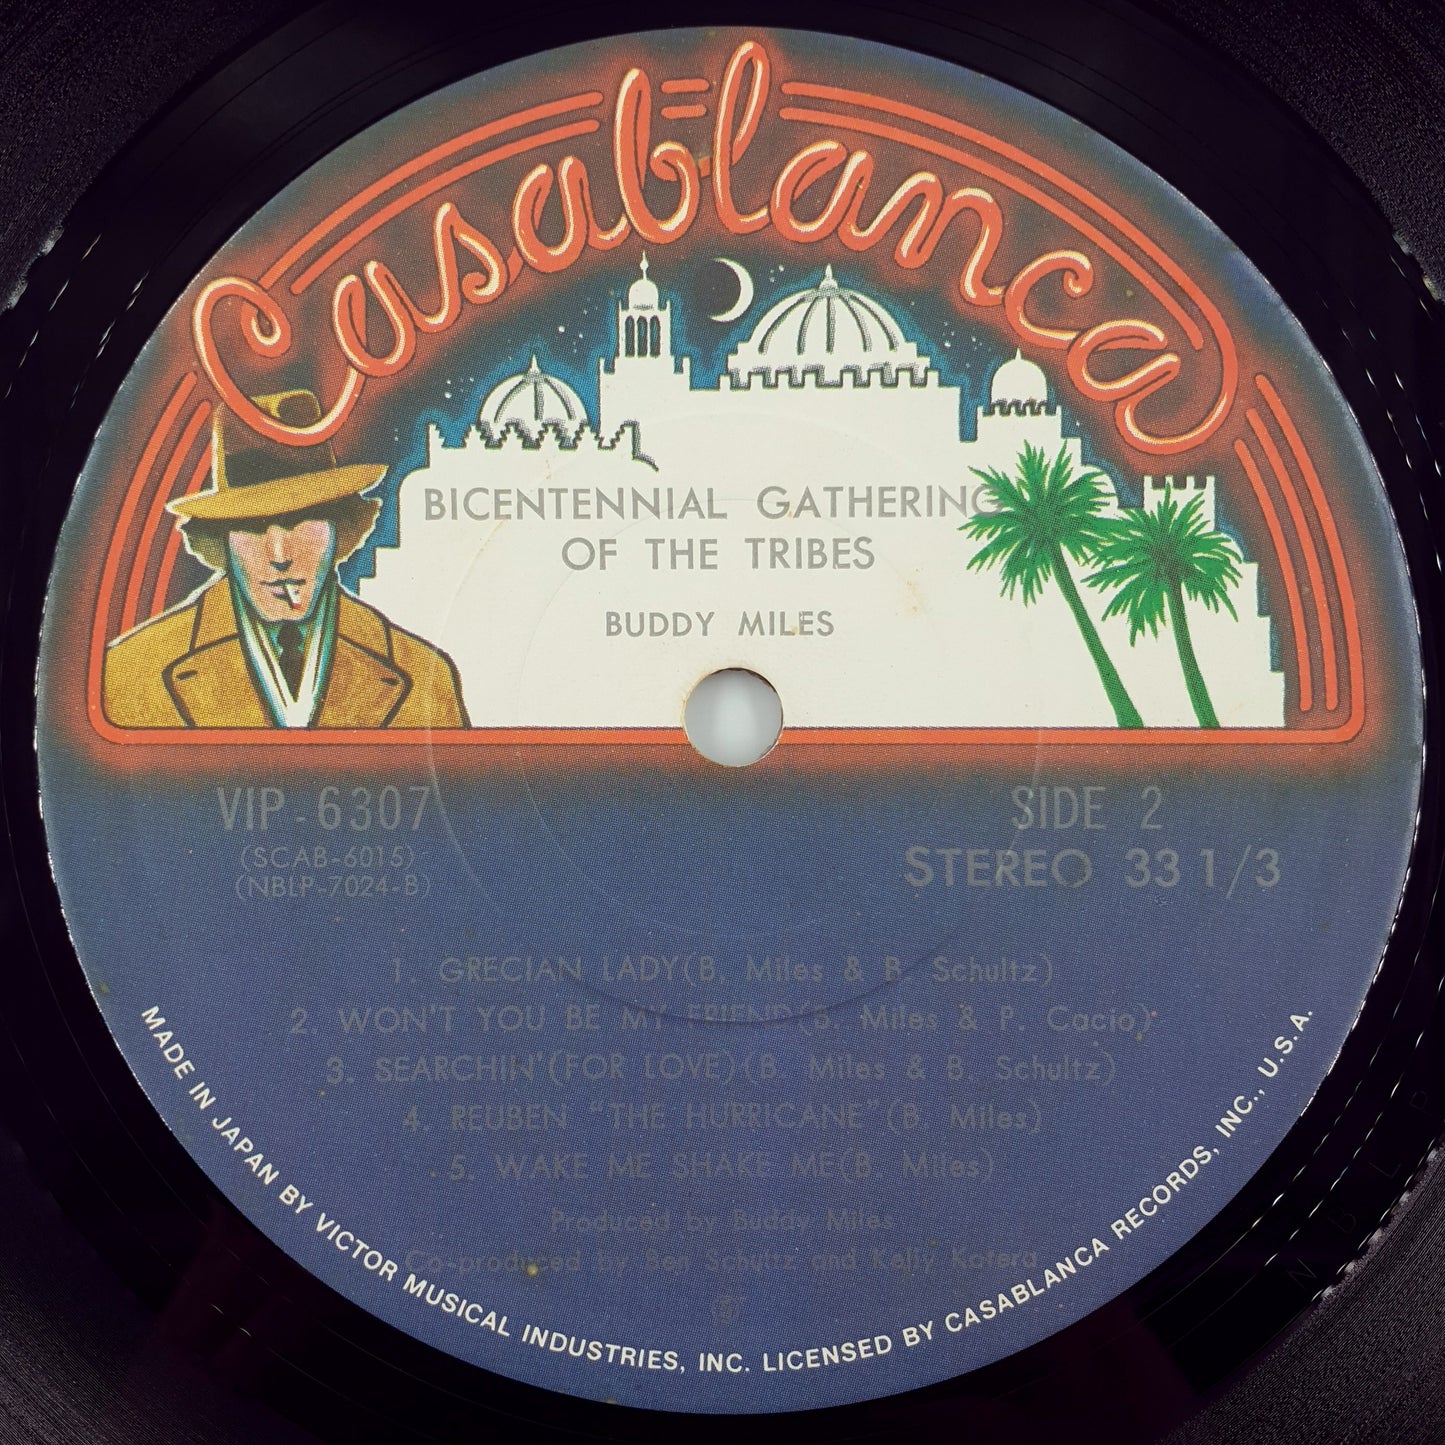 Casablanca
BICENTENNIAL GATHERING
OF THE TRIBES
BUDDY MILES
VIP-6307
(SCAB-6015)
(NBLP-7024-B)
SIDE 2
STEREO 33 1/3
1. GRECIAN LADY(B. Miles & B. Schultz)
2. WON'T YOU BE MY FRIEND(B. Miles & P. Cacio)
3. SEARCHIN'(FOR LOVE)(B. Miles & B. Schultz)
4. REUBEN "THE HURRICANE"(B. Miles)
5. WAKE ME SHAKE ME(B. Miles)
Produced by Buddy Miles
Co-produced by Ben Schultz and Kelly Kotera
MADE IN JAPAN BY VICTOR MUSICAL INDUSTRIES, INC. LICENSED BY CASABLANCA RECORDS, INC., U.S.A.